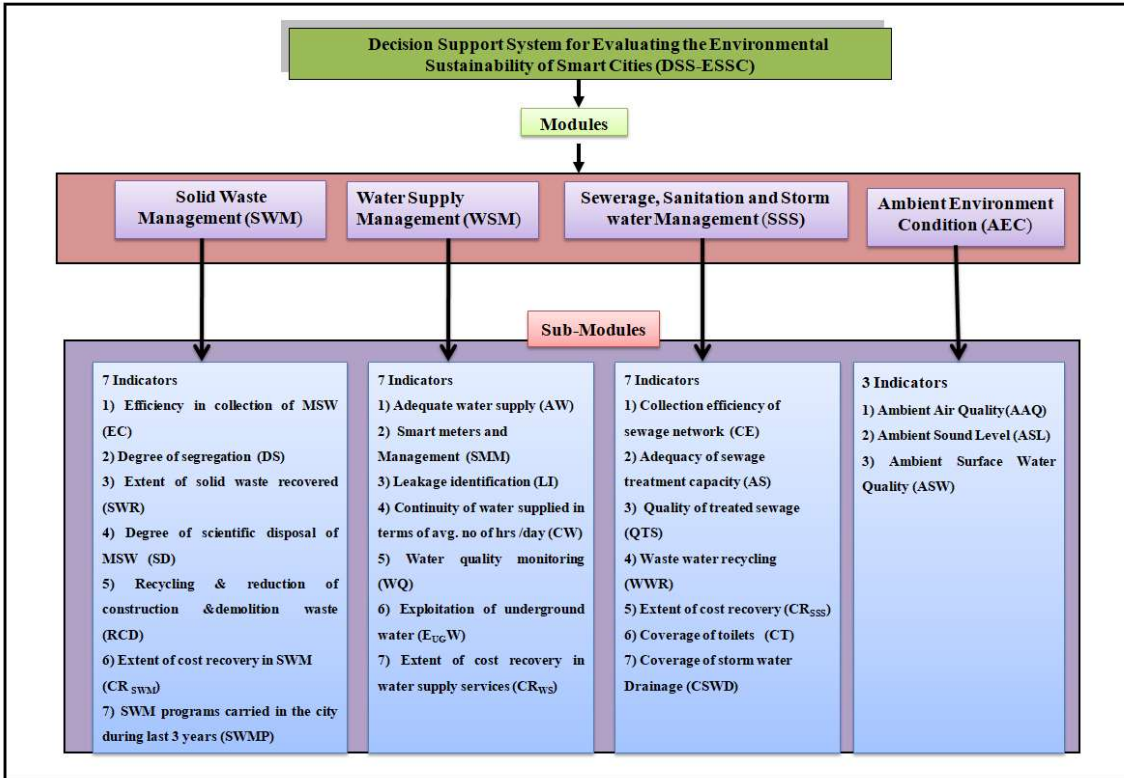 Decision Support System for Evaluating the Environmental
Sustainability of Smart Cities (DSS-ESSC)
Modules
Solid Waste
Management (SWM)
Water Supply
Management (WSM)
Sewerage, Sanitation and Storm
water Management (SSS)
Ambient Environment
Condition (AEC)
Sub-Modules
7 Indicators
1) Efficiency in collection of MSW
(EC)
2) Degree of segregation (DS)
3) Extent of solid waste recovered
(SWR)
4) Degree of scientific disposal of
MSW (SD)
5) Recycling & reduction of
construction &demolition waste
(RCD)
6) Extent of cost recovery in SWM
(CR SWM)
7) SWM programs carried in the city
during last 3 years (SWMP)
7 Indicators
1) Adequate water supply (AW)
2) Smart meters and
Management (SMM)
3) Leakage identification (LI)
4) Continuity of water supplied in
terms of avg. no of hrs /day (CW)
5) Water quality monitoring
(WQ)
6) Exploitation of underground
water (EUGW)
7) Extent of cost recovery in
water supply services (CRWS)
7 Indicators
1) Collection efficiency of
sewage network (CE)
2) Adequacy of sewage
treatment capacity (AS)
3) Quality of treated sewage
(QTS)
4) Waste water recycling
(WWR)
5) Extent of cost recovery (CRSSS)
6) Coverage of toilets (CT)
7) Coverage of storm water
Drainage (CSWD)
3 Indicators
1) Ambient Air Quality(AAQ)
2) Ambient Sound Level (ASL)
3) Ambient Surface Water
Quality (ASW)